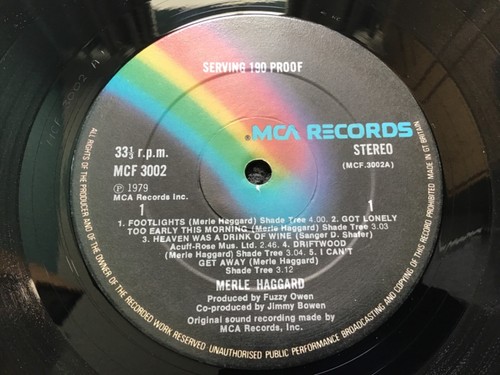 SERVING 190 PROOF
MCA RECORDS
33⅓ r.p.m.
STEREO
MCF 3002
(MCF.3002A)
Ⓟ 1979
MCA Records Inc.
1
1
1. FOOTLIGHTS (Merle Haggard) Shade Tree 4.00. 2. GOT LONELY
TOO EARLY THIS MORNING (Merle Haggard) Shade Tree 3.03
3. HEAVEN WAS A DRINK OF WINE (Sanger D. Shafer)
Acuff-Rose Mus. Ltd. 2.46. 4. DRIFTWOOD
(Merle Haggard) Shade Tree 3.04. 5. I CAN'T
GET AWAY (Merle Haggard)
Shade Tree 3.12
MERLE HAGGARD
Produced by Fuzzy Owen
Co-produced by Jimmy Bowen
Original sound recording made by
MCA Records, Inc.
ALL RIGHTS OF THE PRODUCER AND OF THE OWNER OF THE RECORDED WORK RESERVED UNAUTHORISED PUBLIC PERFORMANCE BROADCASTING AND COPYING OF THIS RECORD PROHIBITED MADE IN GT BRITAIN